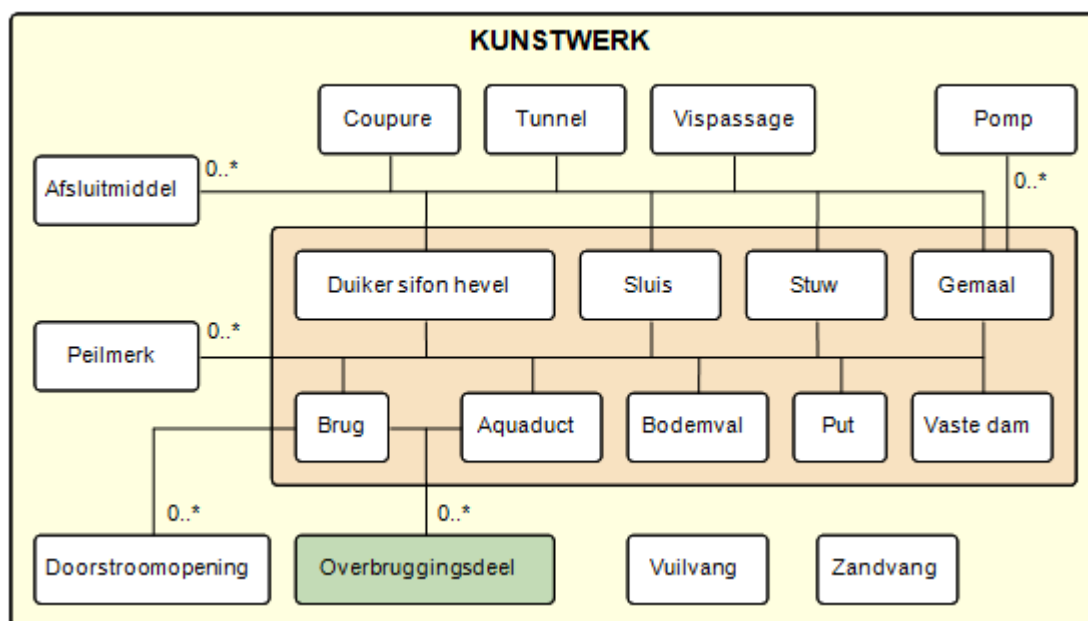 KUNSTWERK
Coupure
Tunnel
Vispassage
Pomp
Afsluitmiddel
0..*
0..*
Duiker sifon hevel
Sluis
Stuw
Gemaal
Peilmerk
0..*
Brug
Aquaduct
Bodemval
Put
Vaste dam
0..*
0..*
Doorstroomopening
Overbruggingsdeel
Vuilvang
Zandvang